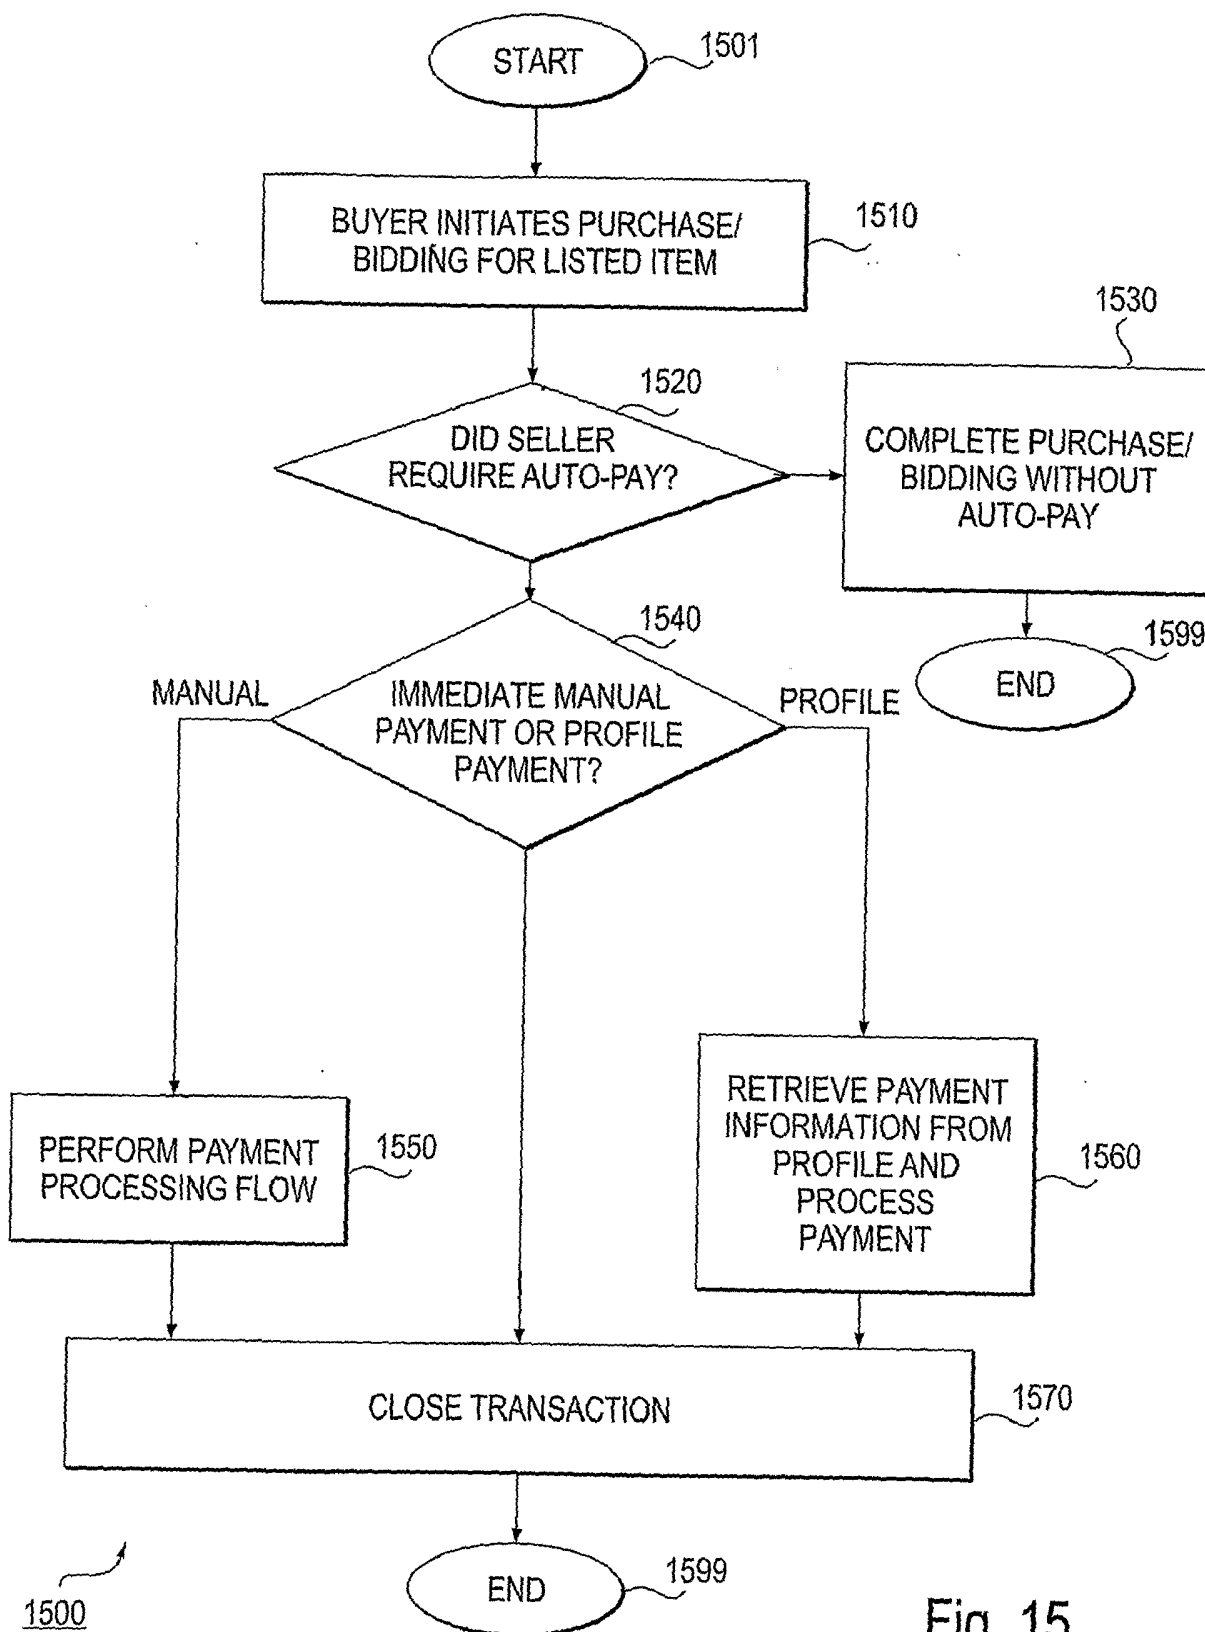 START
1501
BUYER INITIATES PURCHASE/
BIDDING FOR LISTED ITEM
1510
1530
1520
DID SELLER
REQUIRE AUTO-PAY?
COMPLETE PURCHASE/
BIDDING WITHOUT
AUTO-PAY
1540
1599
END
MANUAL
IMMEDIATE MANUAL
PAYMENT OR PROFILE
PAYMENT?
PROFILE
PERFORM PAYMENT
PROCESSING FLOW
1550
RETRIEVE PAYMENT
INFORMATION FROM
PROFILE AND
PROCESS
PAYMENT
1560
CLOSE TRANSACTION
1570
END
1599
1500
Fig. 15